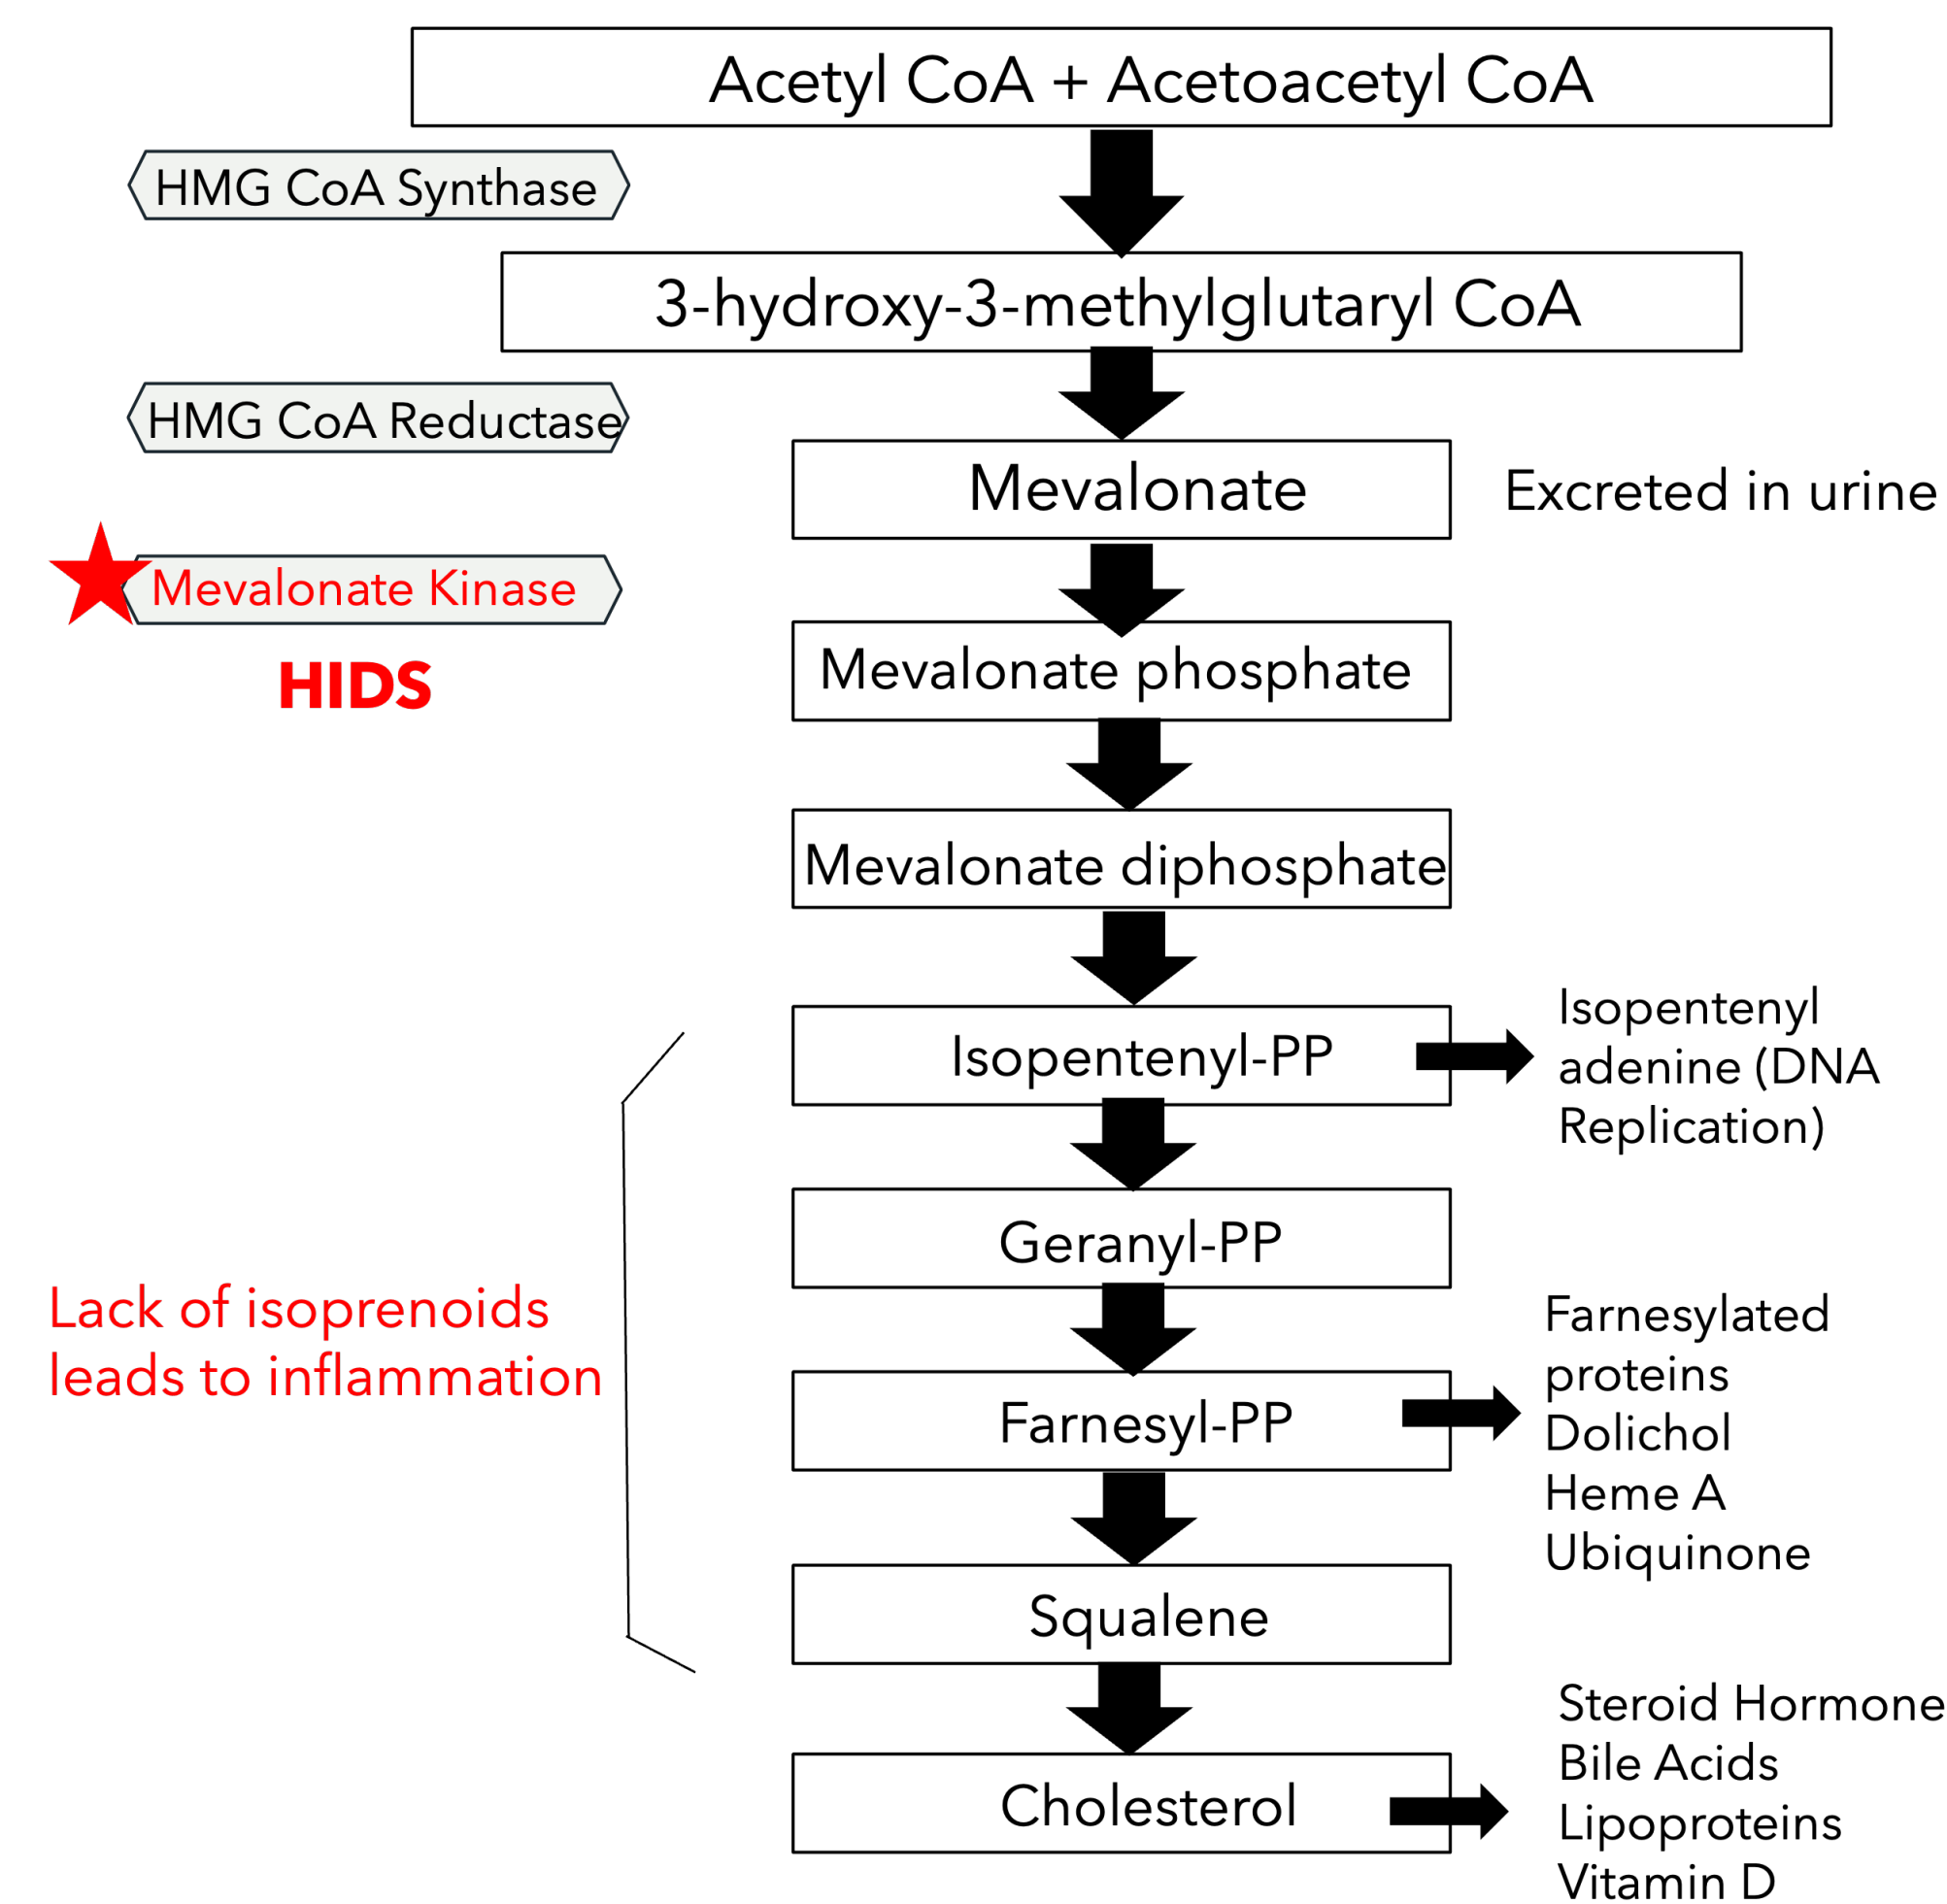 Acetyl CoA + Acetoacetyl CoA
HMG CoA Synthase
3-hydroxy-3-methylglutaryl CoA
HMG CoA Reductase
Mevalonate
Excreted in urine
Mevalonate Kinase
HIDS
Mevalonate phosphate
Mevalonate diphosphate
Isopentenyl-PP
Isopentenyl
adenine (DNA
Replication)
Geranyl-PP
Lack of isoprenoids
leads to inflammation
Farnesyl-PP
Farnesylated
proteins
Dolichol
Heme A
Ubiquinone
Squalene
Cholesterol
Steroid Hormone
Bile Acids
Lipoproteins
Vitamin D